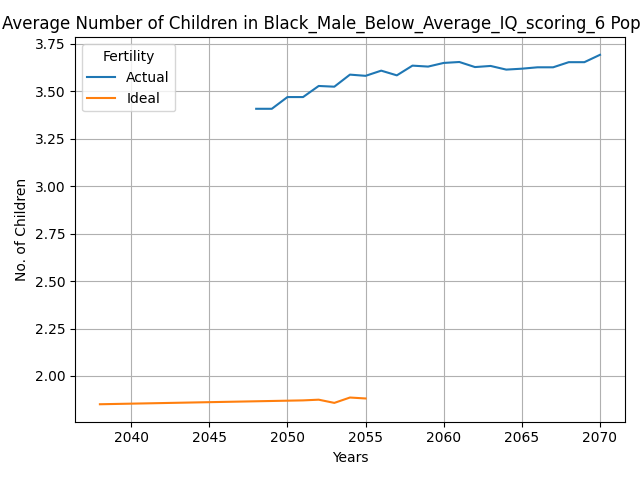 Average Number of Children in Black_Male_Below_Average_IQ_scoring_6 Pop
Fertility
Actual
Ideal
3.75
3.50
3.25
3.00
2.75
2.50
2.25
2.00
No. of Children
2040 2045 2050 2055 2060 2065 2070
Years